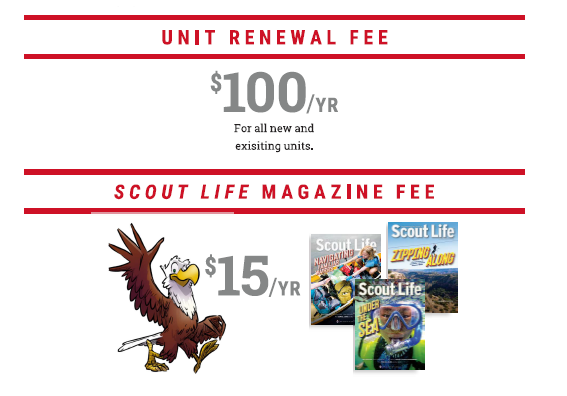 UNIT RENEWAL FEE
$100/YR
For all new and
exisiting units.
SCOUT LIFE MAGAZINE FEE
$15/YR
Scout Life
NAVIGATING
Scout Life
ZIPPING
ALONG
Scout Life
UNDER
THE
SEA